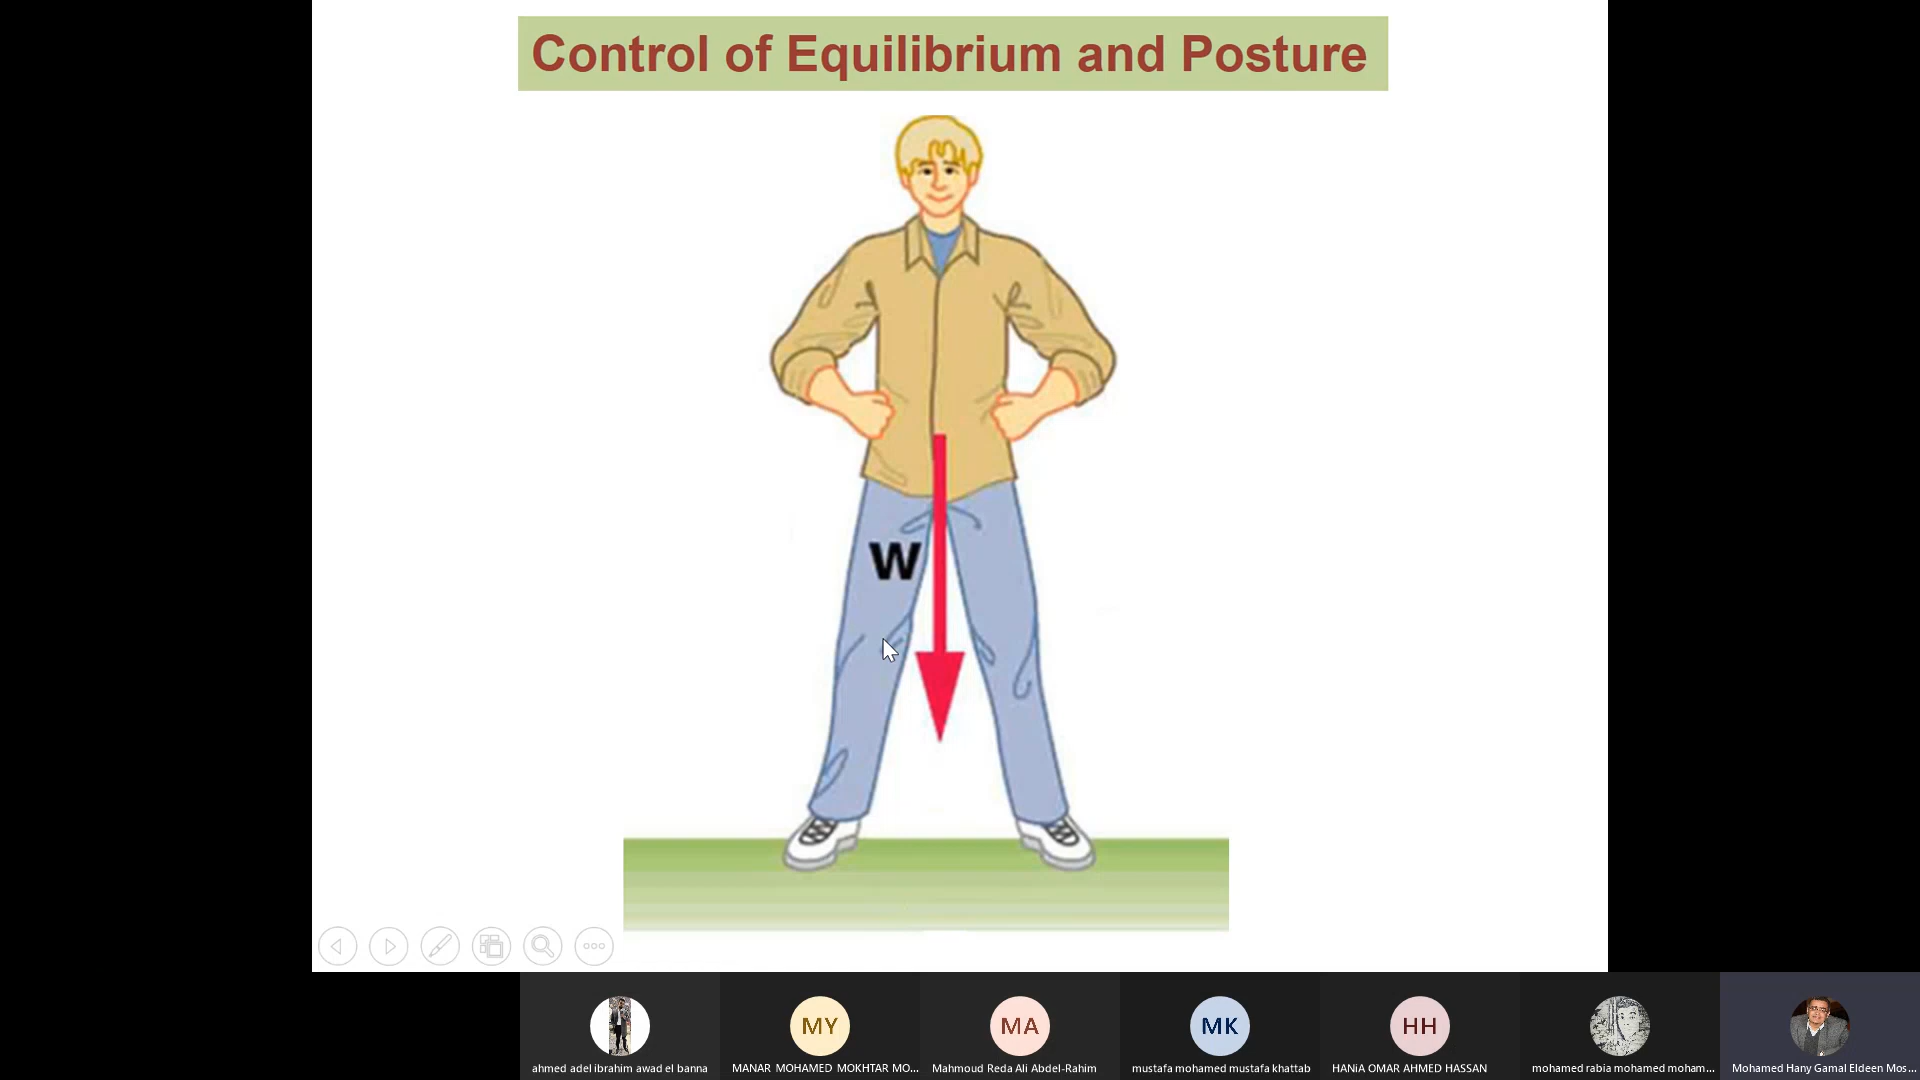 Control of Equilibrium and Posture
W
MY
MA
MK
HH
ahmed adel ibrahim awad el banna
MANAR MOHAMED MOKHTAR MO...
Mahmoud Reda Ali Abdel-Rahim
mustafa mohamed mustafa khattab
HANiA OMAR AHMED HASSAN
mohamed rabia mohamed moham...
Mohamed Hany Gamal Eldeen Mos...